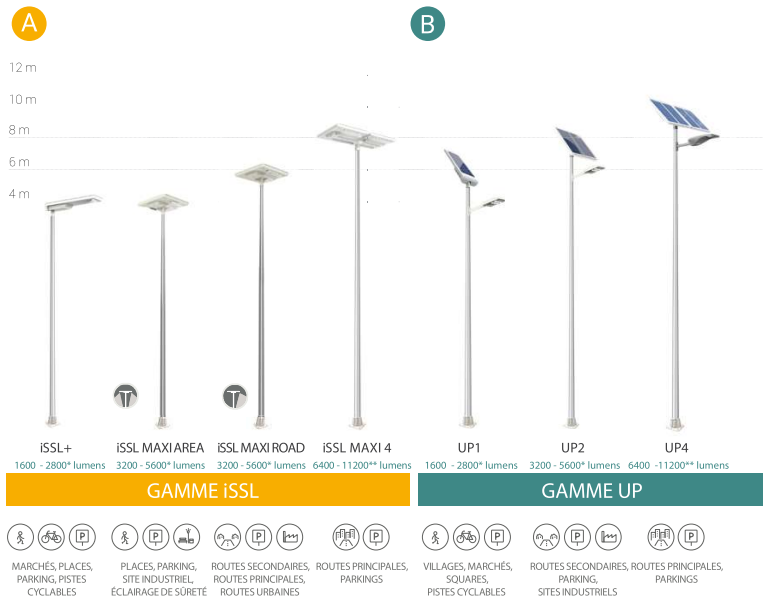 A
B
12 m
10 m
8 m
6 m
4 m
iSSL+
iSSL MAXI AREA
iSSL MAXI ROAD
iSSL MAXI 4
UP1
UP2
UP4
1600 - 2800* lumens
3200 - 5600* lumens
3200 - 5600* lumens
6400 - 11200** lumens
1600 - 2800* lumens
3200 - 5600* lumens
6400 -11200** lumens
GAMME iSSL
GAMME UP
P
P
P
P
P
P
P
MARCHÉS, PLACES,
PARKING, PISTES
CYCLABLES
PLACES, PARKING,
SITE INDUSTRIEL,
ÉCLAIRAGE DE SÛRETÉ
ROUTES SECONDAIRES,
ROUTES PRINCIPALES,
ROUTES URBAINES
ROUTES PRINCIPALES,
PARKINGS
VILLAGES, MARCHÉS,
SQUARES,
PISTES CYCLABLES
ROUTES SECONDAIRES,
PARKING,
SITES INDUSTRIELS
ROUTES PRINCIPALES,
PARKINGS